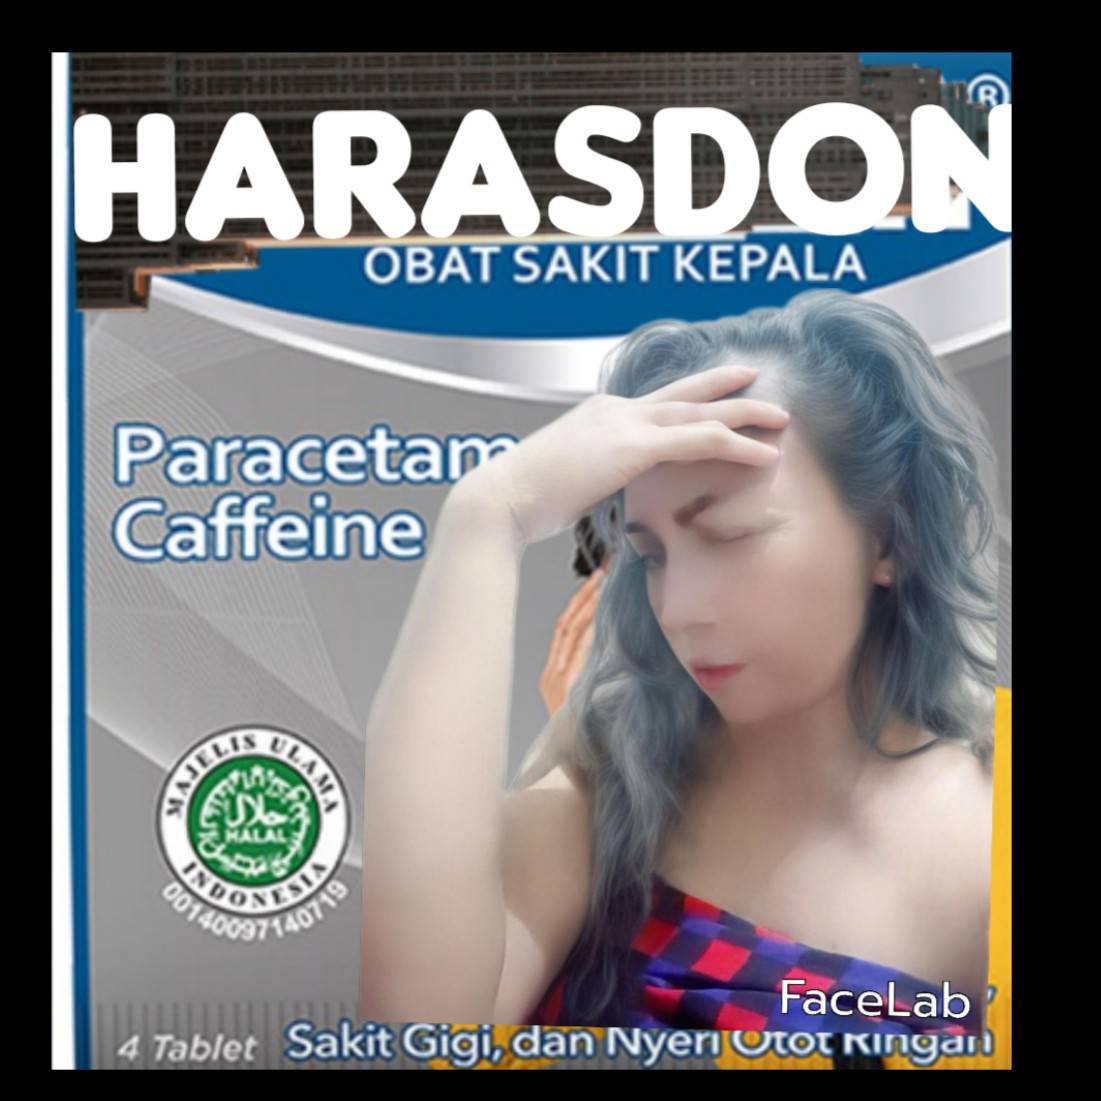 ®
HARASDON
OBAT SAKIT KEPALA
Paracetam
Caffeine
MAJELIS ULAMA
حلال
HALAL
INDONESIA
00140097140719
FaceLab
4 Tablet
Sakit Gigi, dan Nyeri Otot Ringan